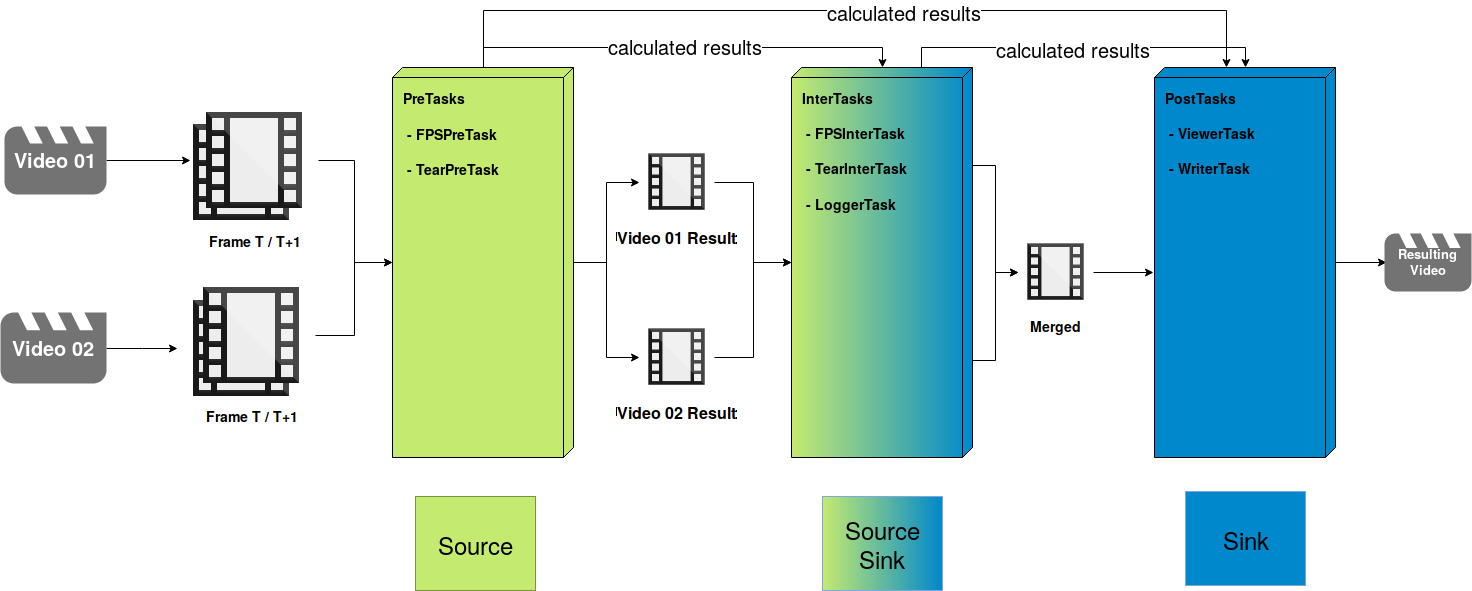 calculated results
calculated results
calculated results
Video 01
Frame T / T+1
Video 02
Frame T / T+1
PreTasks
- FPSPreTask
- TearPreTask
Video 01 Result
Video 02 Result
InterTasks
- FPSInterTask
- TearInterTask
- LoggerTask
Merged
PostTasks
- ViewerTask
- WriterTask
Resulting
Video
Source
Source
Sink
Sink